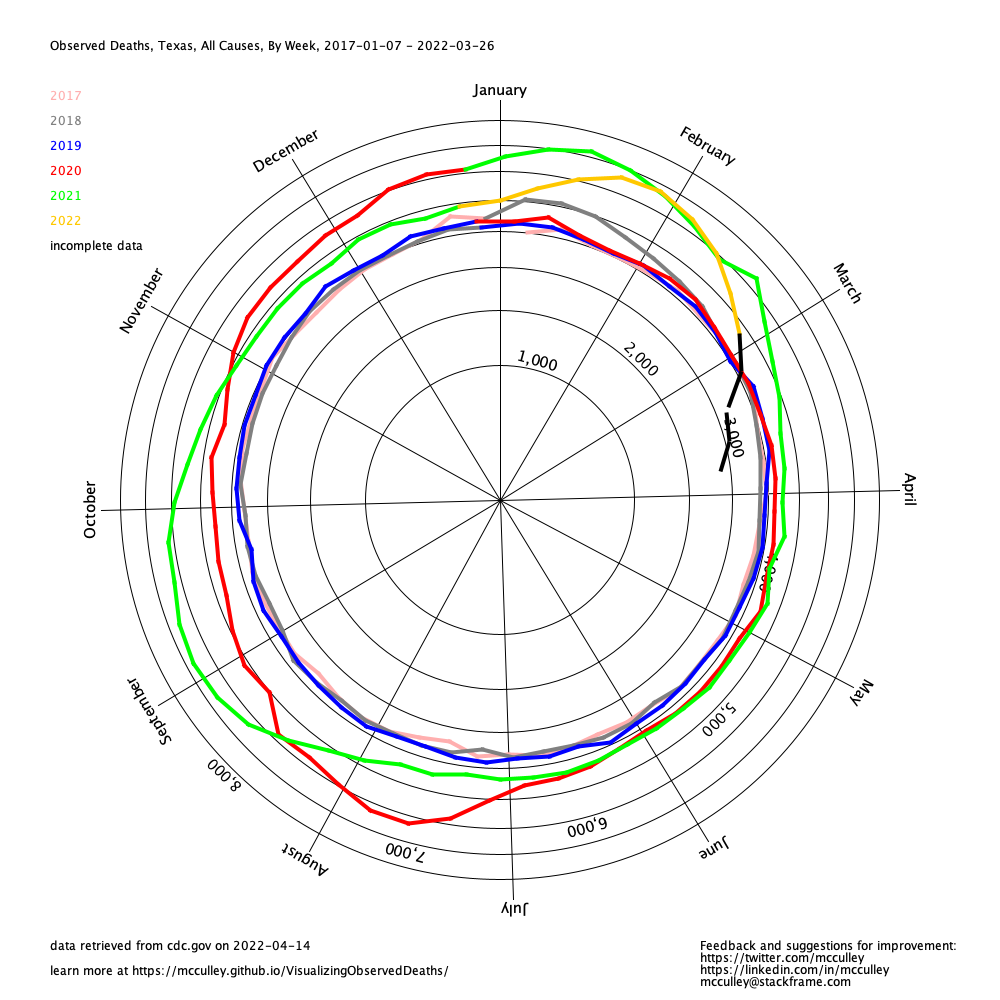 Observed Deaths, Texas, All Causes, By Week, 2017-01-07 - 2022-03-26
2017
2018
2019
2020
2021
2022
incomplete data
January
February
March
April
May
June
July
August
September
October
November
December
1,000
2,000
3,000
4,000
5,000
6,000
7,000
8,000
data retrieved from cdc.gov on 2022-04-14
learn more at https://mcculley.github.io/VisualizingObservedDeaths/
Feedback and suggestions for improvement:
https://twitter.com/mcculley
https://linkedin.com/in/mcculley
mcculley@stackframe.com